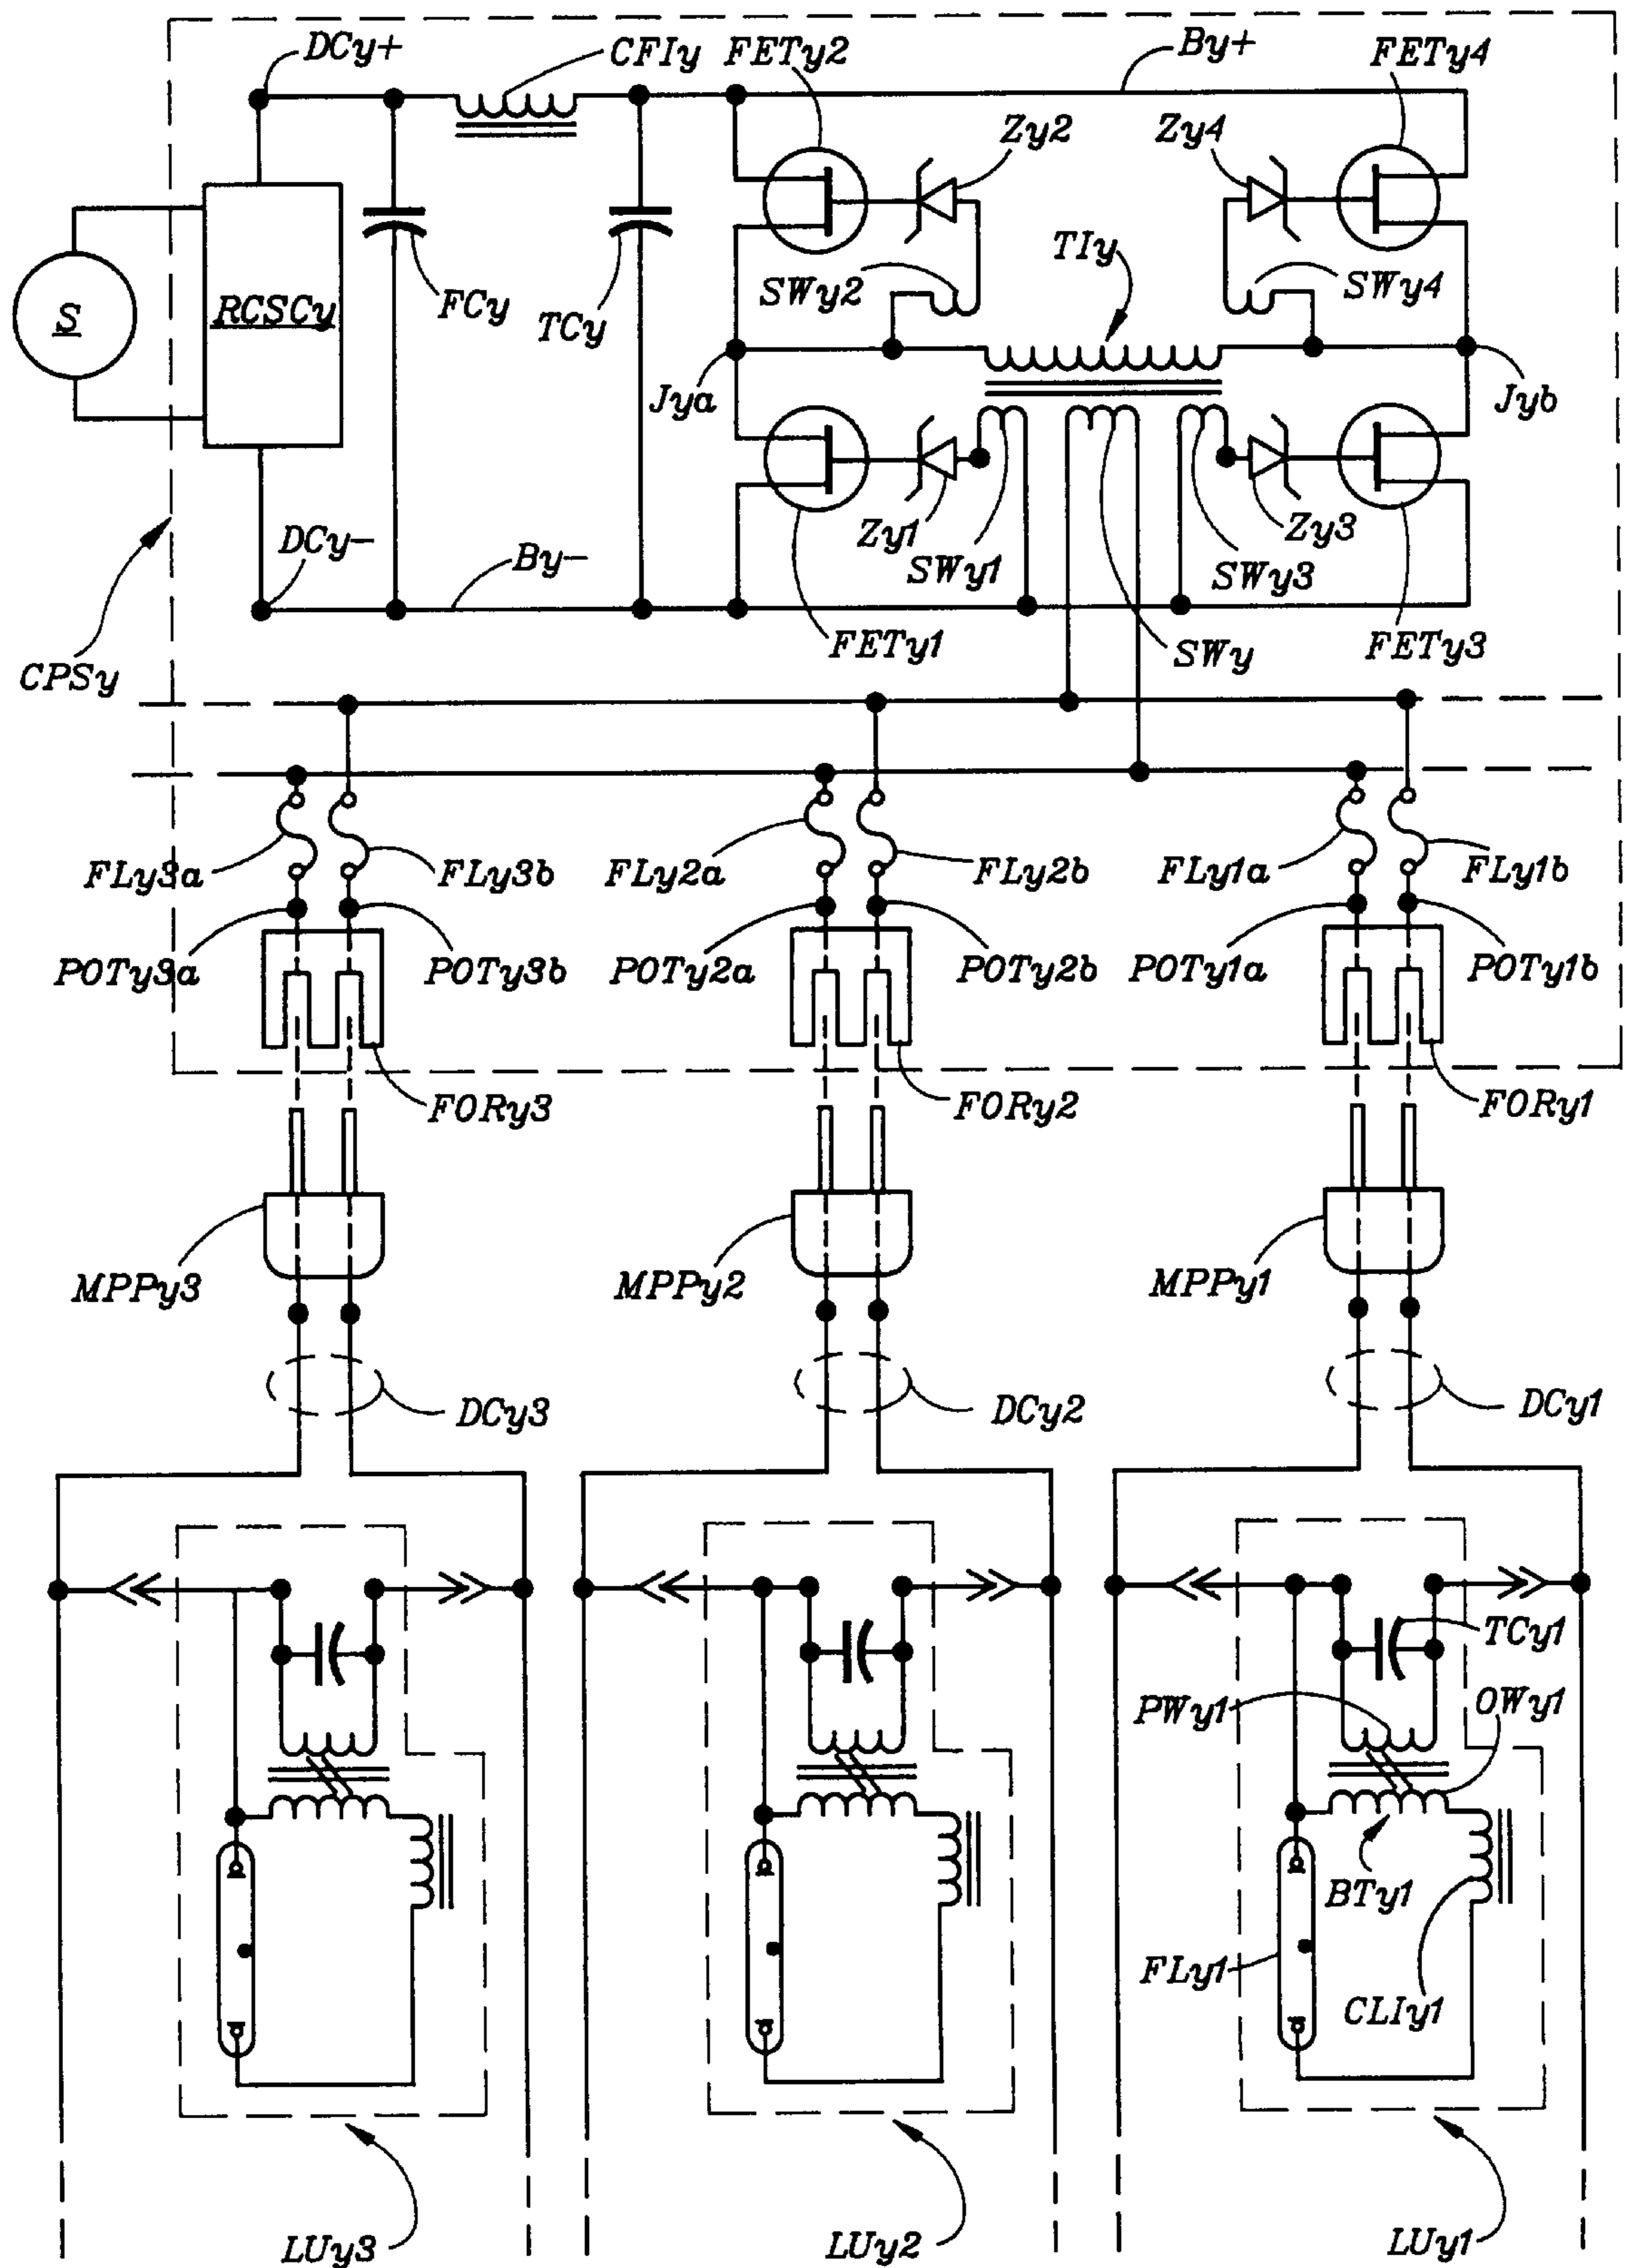 DCy+
CFIy
FETy2
By+
FETy4
Zy2
Zy4
S
RCSCy
FCy
TCy
SWy2
TIy
SWy4
Jya
Jyb
DCy-
By-
Zy1
SWy1
SWy3
Zy3
CPSy
FETy1
SWy
FETy3
FLy3a
FLy3b
FLy2a
FLy2b
FLy1a
FLy1b
POTy3a
POTy3b
POTy2a
POTy2b
POTy1a
POTy1b
FORy3
FORy2
FORy1
MPPy3
MPPy2
MPPy1
DCy3
DCy2
DCy1
TCy1
PWy1
OWy1
BTy1
FLy1
CLIy1
LUy3
LUy2
LUy1